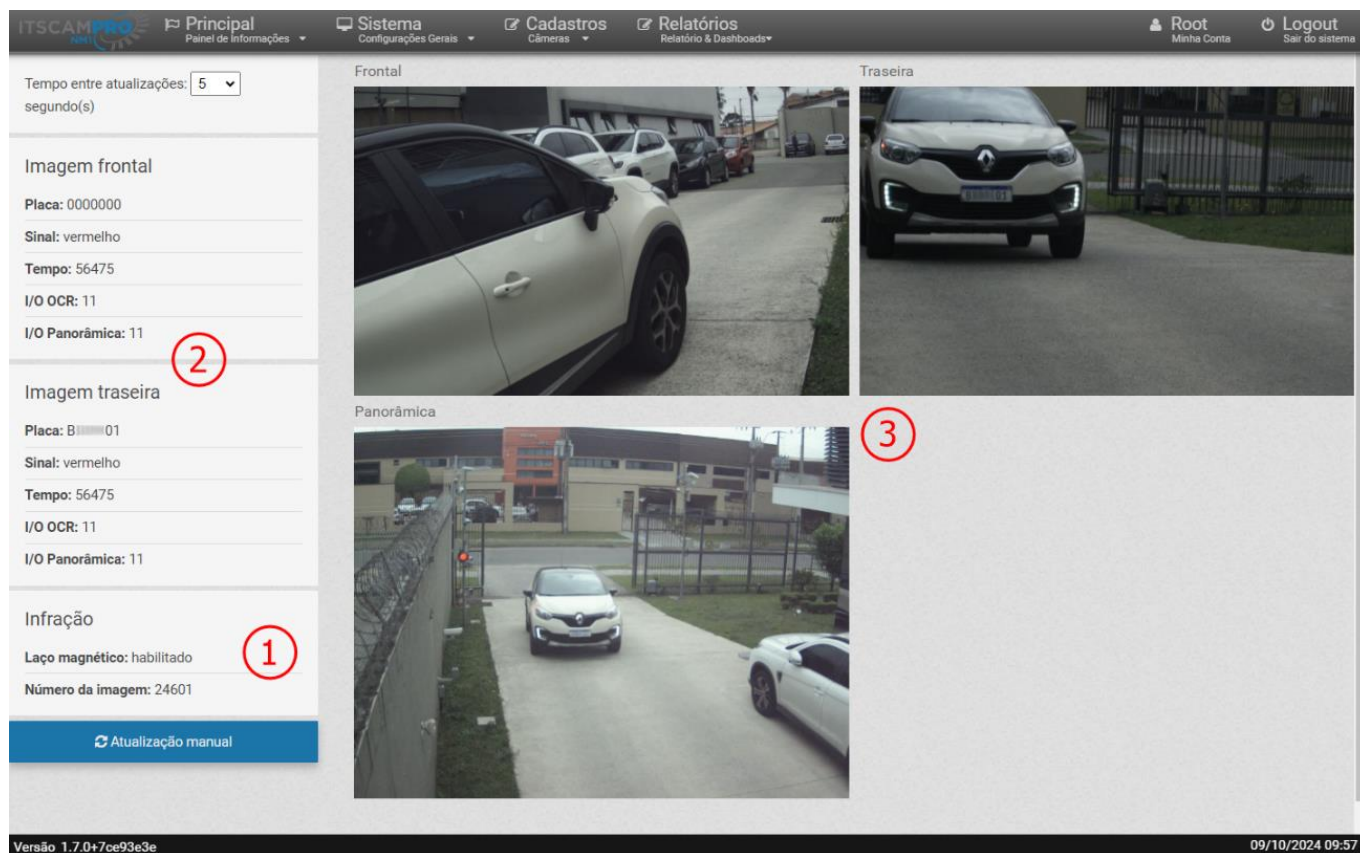 ITSCAMPRO
Principal
Painel de Informações
Sistema
Configurações Gerais
Cadastros
Câmeras
Relatórios
Relatório & Dashboads
Root
Minha Conta
Logout
Sair do sistema
Tempo entre atualizações: 5
segundo(s)
Imagem frontal
Placa: 0000000
Sinal: vermelho
Tempo: 56475
I/O OCR: 11
I/O Panorâmica: 11
2
Imagem traseira
Placa: B 01
Sinal: vermelho
Tempo: 56475
I/O OCR: 11
I/O Panorâmica: 11
Infração
1
Laço magnético: habilitado
Número da imagem: 24601
Atualização manual
Frontal
Traseira
Panorâmica
3
Versão 1.7.0+7ce93e3e
09/10/2024 09:57